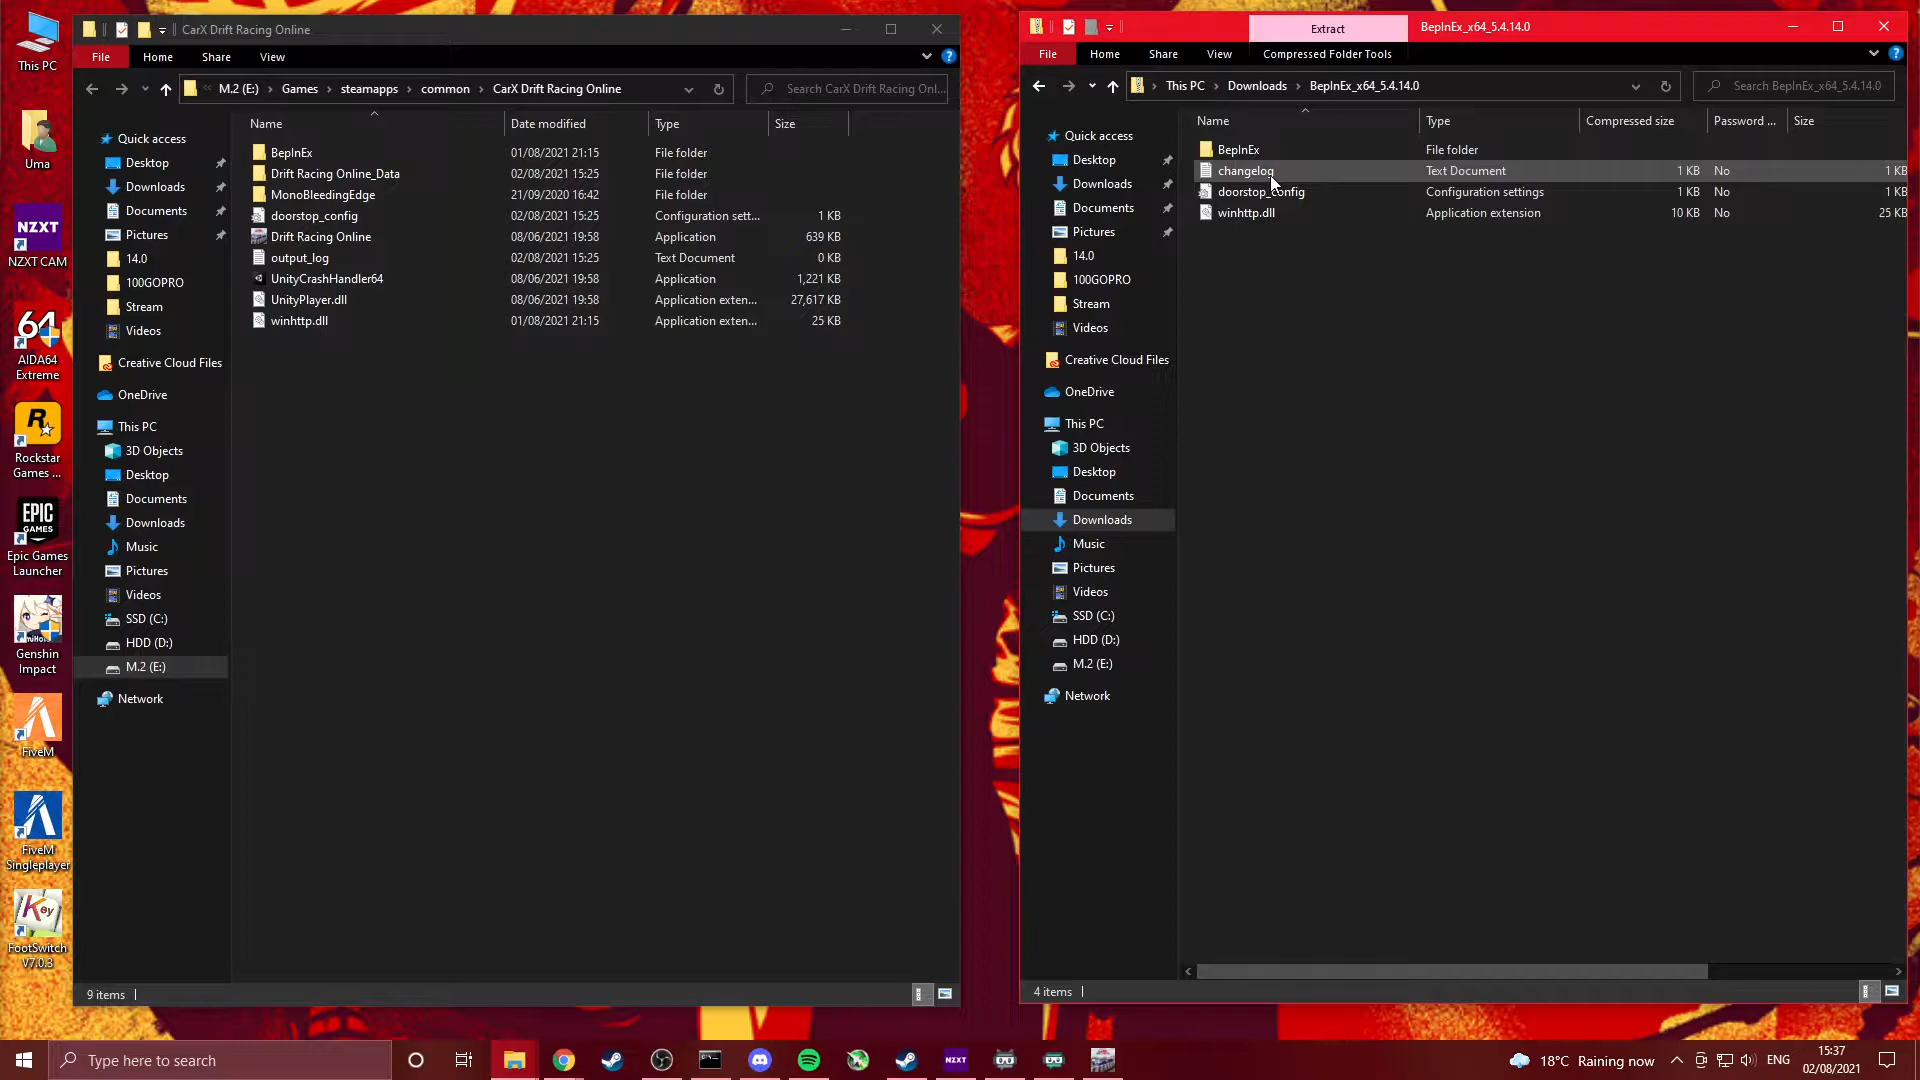 This PC
Uma
NZXT
NZXT CAM
64
AIDA64
Extreme
R
Rockstar
Games ...
EPIC
GAMES
Epic Games
Launcher
Genshin
Impact
FiveM
FiveM
Singleplayer
Key
FootSwitch
V7.0.3
CarX Drift Racing Online
File
Home
Share
View
M.2 (E:) › Games › steamapps › common › CarX Drift Racing Online
Search CarX Drift Racing Onl...
Name
Date modified
Type
Size
Quick access
Desktop
Downloads
Documents
Pictures
14.0
100GOPRO
Stream
Videos
Creative Cloud Files
OneDrive
This PC
3D Objects
Desktop
Documents
Downloads
Music
Pictures
Videos
SSD (C:)
HDD (D:)
M.2 (E:)
Network
BepInEx 01/08/2021 21:15 File folder
Drift Racing Online_Data 02/08/2021 15:25 File folder
MonoBleedingEdge 21/09/2020 16:42 File folder
doorstop_config 02/08/2021 15:25 Configuration sett... 1 KB
Drift Racing Online 08/06/2021 19:58 Application 639 KB
output_log 02/08/2021 15:25 Text Document 0 KB
UnityCrashHandler64 08/06/2021 19:58 Application 1,221 KB
UnityPlayer.dll 08/06/2021 19:58 Application exten... 27,617 KB
winhttp.dll 01/08/2021 21:15 Application exten... 25 KB
9 items
Extract
BepInEx_x64_5.4.14.0
File
Home
Share
View
Compressed Folder Tools
This PC › Downloads › BepInEx_x64_5.4.14.0
Search BepInEx_x64_5.4.14.0
Name
Type
Compressed size
Password ...
Size
Quick access
Desktop
Downloads
Documents
Pictures
14.0
100GOPRO
Stream
Videos
Creative Cloud Files
OneDrive
This PC
3D Objects
Desktop
Documents
Downloads
Music
Pictures
Videos
SSD (C:)
HDD (D:)
M.2 (E:)
Network
BepInEx File folder
changelog Text Document 1 KB No 1 KB
doorstop_config Configuration settings 1 KB No 1 KB
winhttp.dll Application extension 10 KB No 25 KB
4 items
Type here to search
NZXT
18°C Raining now
ENG
15:37
02/08/2021